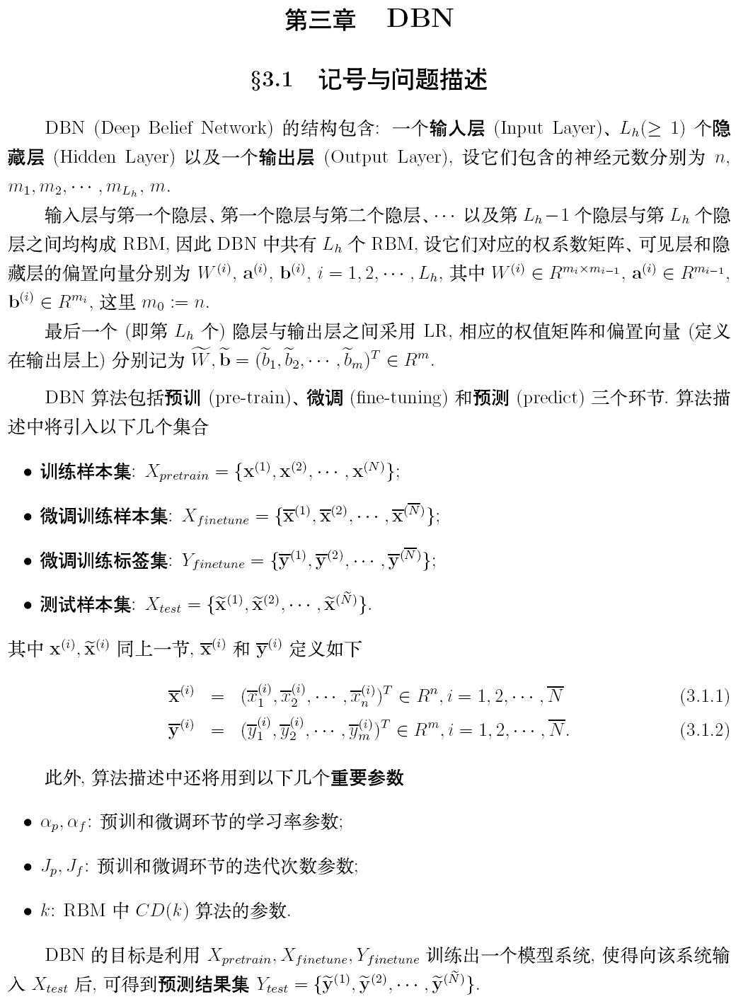 第三章 DBN
§3.1 记号与问题描述
DBN (Deep Belief Network) 的结构包含: 一个输入层 (Input Layer)、$L_h(\geq 1)$ 个隐
藏层 (Hidden Layer) 以及一个输出层 (Output Layer), 设它们包含的神经元数分别为 $n$,
$m_1, m_2, \cdots, m_{L_h}$, $m$.
输入层与第一个隐层、第一个隐层与第二个隐层、$\cdots$ 以及第 $L_h-1$ 个隐层与第 $L_h$ 个隐
层之间均构成 RBM, 因此 DBN 中共有 $L_h$ 个 RBM, 设它们对应的权系数矩阵、可见层和隐
藏层的偏置向量分别为 $W^{(i)}$, $\mathbf{a}^{(i)}$, $\mathbf{b}^{(i)}$, $i = 1, 2, \cdots, L_h$, 其中 $W^{(i)} \in R^{m_i \times m_{i-1}}$, $\mathbf{a}^{(i)} \in R^{m_{i-1}}$,
$\mathbf{b}^{(i)} \in R^{m_i}$, 这里 $m_0 := n$.
最后一个 (即第 $L_h$ 个) 隐层与输出层之间采用 LR, 相应的权值矩阵和偏置向量 (定义
在输出层上) 分别记为 $\widetilde{W}, \widetilde{\mathbf{b}} = (\widetilde{b}_1, \widetilde{b}_2, \cdots, \widetilde{b}_m)^T \in R^m$.
DBN 算法包括预训 (pre-train)、微调 (fine-tuning) 和预测 (predict) 三个环节. 算法描
述中将引入以下几个集合
• 训练样本集: $X_{pretrain} = \{\mathbf{x}^{(1)}, \mathbf{x}^{(2)}, \cdots, \mathbf{x}^{(N)}\}$;
• 微调训练样本集: $X_{finetune} = \{\overline{\mathbf{x}}^{(1)}, \overline{\mathbf{x}}^{(2)}, \cdots, \overline{\mathbf{x}}^{(\overline{N})}\}$;
• 微调训练标签集: $Y_{finetune} = \{\overline{\mathbf{y}}^{(1)}, \overline{\mathbf{y}}^{(2)}, \cdots, \overline{\mathbf{y}}^{(\overline{N})}\}$;
• 测试样本集: $X_{test} = \{\widetilde{\mathbf{x}}^{(1)}, \widetilde{\mathbf{x}}^{(2)}, \cdots, \widetilde{\mathbf{x}}^{(\widetilde{N})}\}$.
其中 $\mathbf{x}^{(i)}, \widetilde{\mathbf{x}}^{(i)}$ 同上一节, $\overline{\mathbf{x}}^{(i)}$ 和 $\overline{\mathbf{y}}^{(i)}$ 定义如下
$\overline{\mathbf{x}}^{(i)} = (\overline{x}_1^{(i)}, \overline{x}_2^{(i)}, \cdots, \overline{x}_n^{(i)})^T \in R^n, i = 1, 2, \cdots, \overline{N}$ (3.1.1)
$\overline{\mathbf{y}}^{(i)} = (\overline{y}_1^{(i)}, \overline{y}_2^{(i)}, \cdots, \overline{y}_m^{(i)})^T \in R^m, i = 1, 2, \cdots, \overline{N}.$ (3.1.2)
此外, 算法描述中还将用到以下几个重要参数
• $\alpha_p, \alpha_f$: 预训和微调环节的学习率参数;
• $J_p, J_f$: 预训和微调环节的迭代次数参数;
• $k$: RBM 中 $CD(k)$ 算法的参数.
DBN 的目标是利用 $X_{pretrain}, X_{finetune}, Y_{finetune}$ 训练出一个模型系统, 使得向该系统输
入 $X_{test}$ 后, 可得到预测结果集 $Y_{test} = \{\widetilde{\mathbf{y}}^{(1)}, \widetilde{\mathbf{y}}^{(2)}, \cdots, \widetilde{\mathbf{y}}^{(\widetilde{N})}\}$.